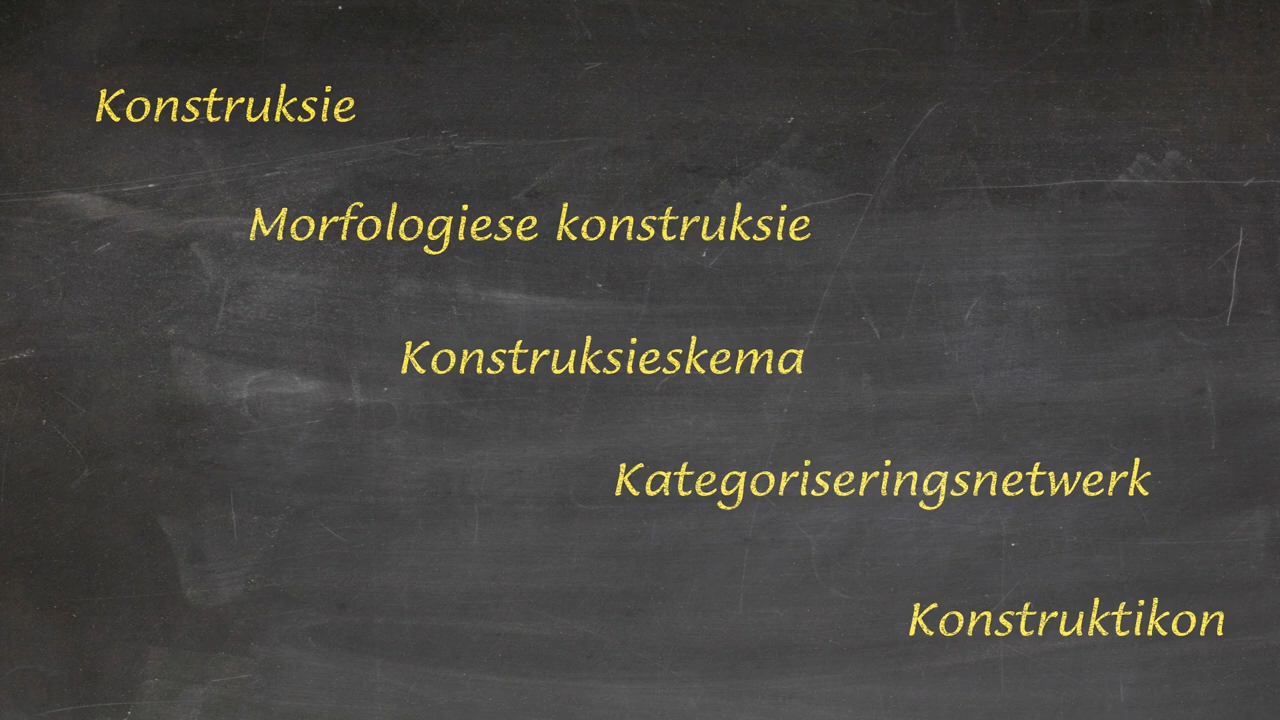 Konstruksie
Morfologiese konstruksie
Konstruksieskema
Kategoriseringsnetwerk
Konstruktikon